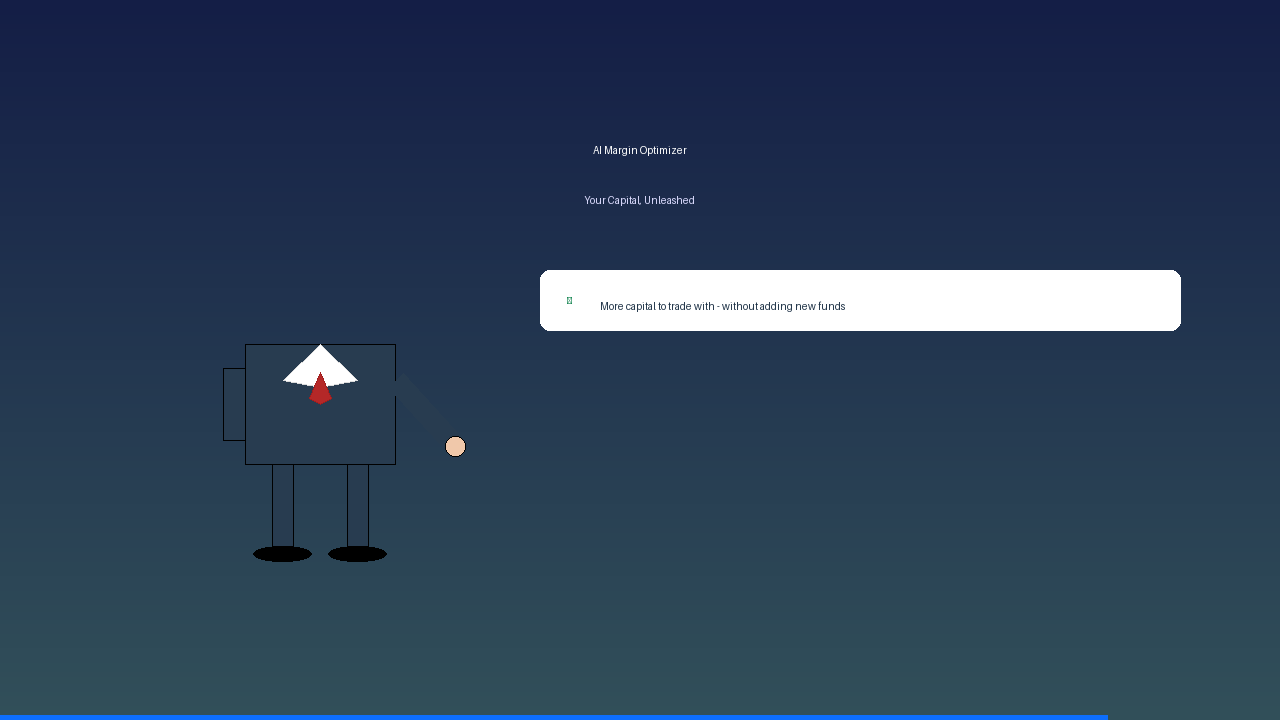 AI Margin Optimizer
Your Capital, Unleashed
More capital to trade with - without adding new funds